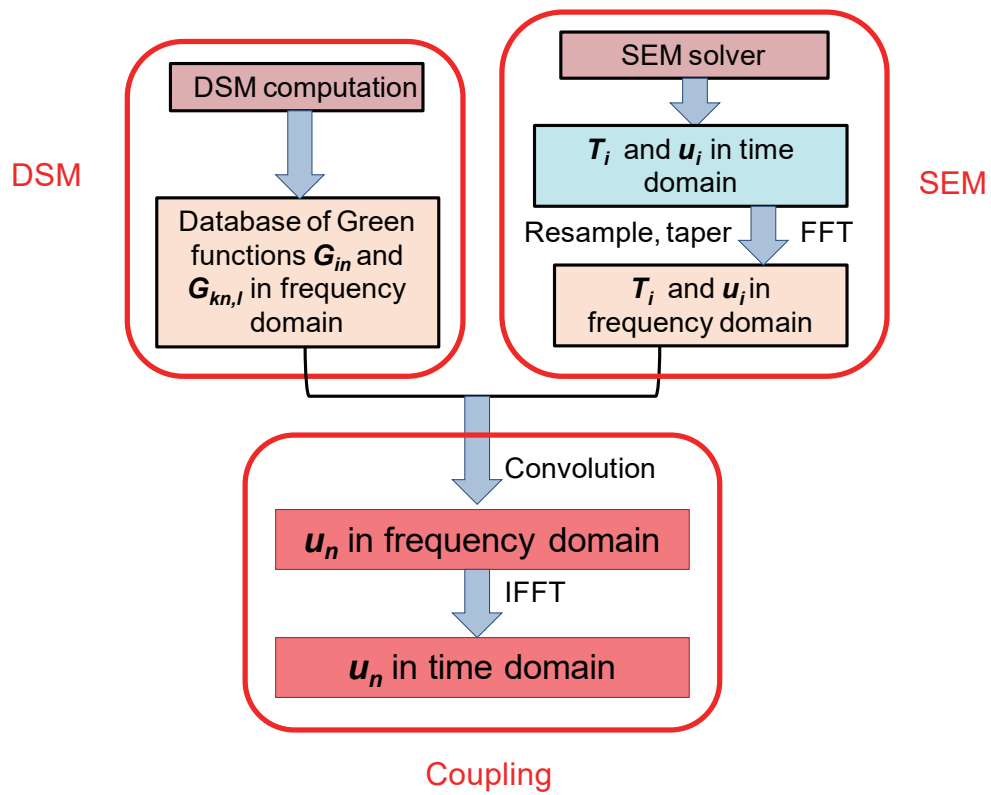 DSM
DSM computation
Database of Green
functions G_in and
G_kn,l in frequency
domain
SEM
SEM solver
T_i and u_i in time
domain
Resample, taper
FFT
T_i and u_i in
frequency domain
Convolution
u_n in frequency domain
IFFT
u_n in time domain
Coupling